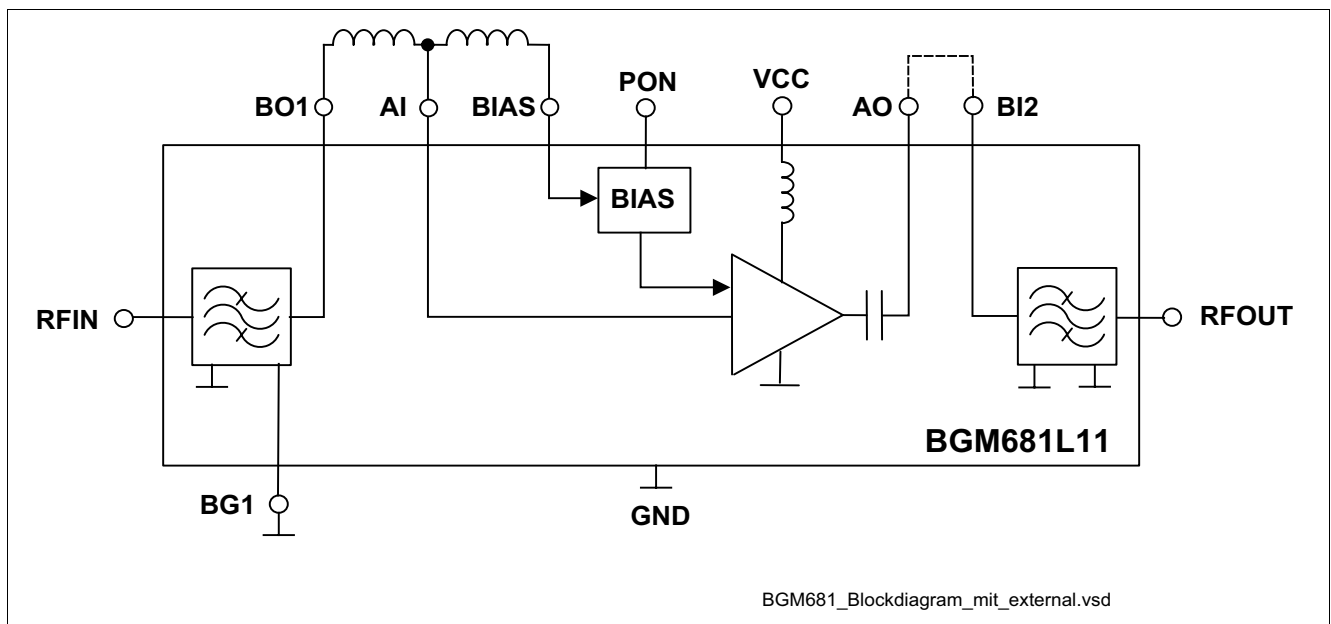 PON
VCC
BO1
AI
BIAS
AO
BI2
BIAS
RFIN
RFOUT
BGM681L11
BG1
GND
BGM681_Blockdiagram_mit_external.vsd